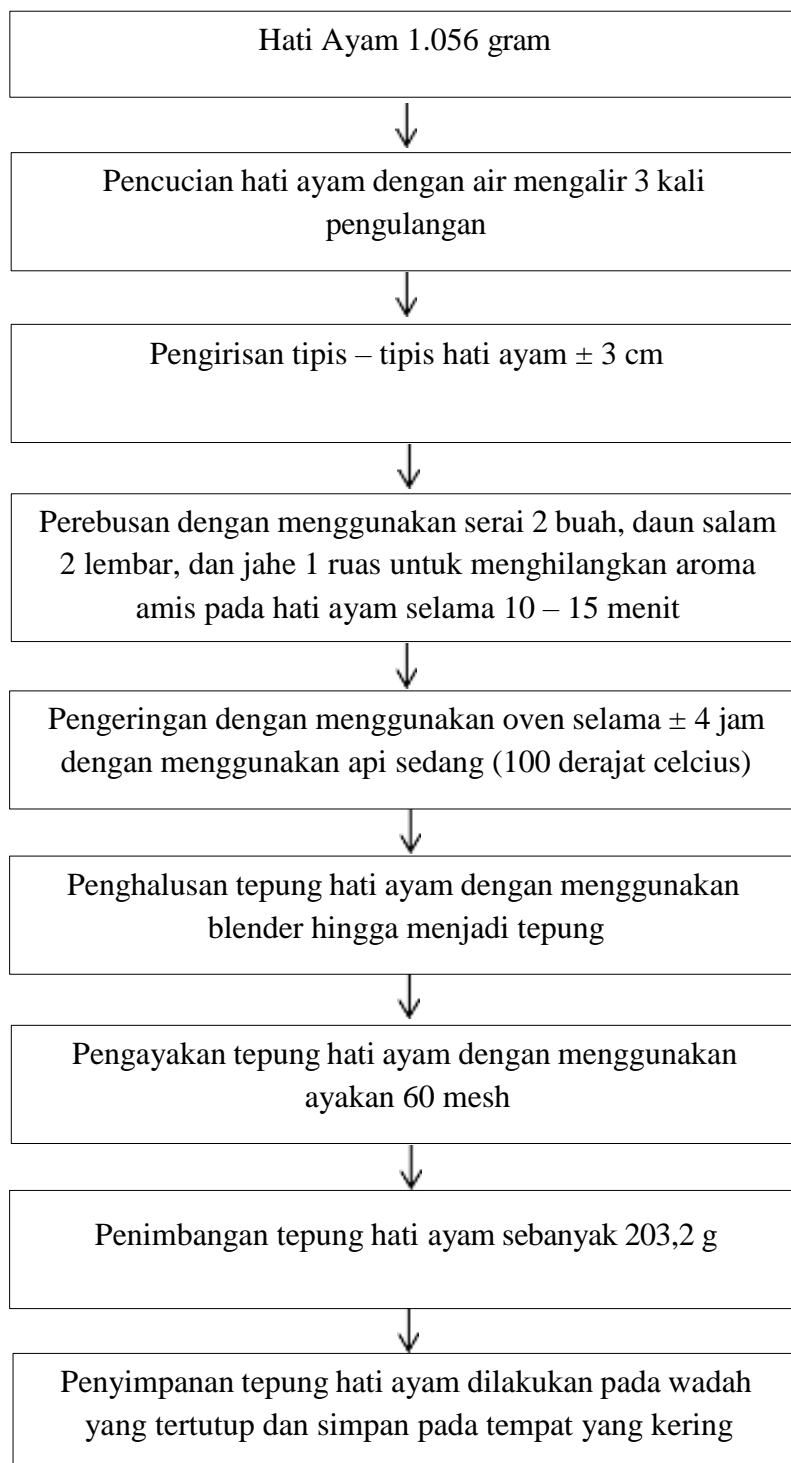 Hati Ayam 1.056 gram
Pencucian hati ayam dengan air mengalir 3 kali
pengulangan
Pengirisan tipis – tipis hati ayam ± 3 cm
Perebusan dengan menggunakan serai 2 buah, daun salam
2 lembar, dan jahe 1 ruas untuk menghilangkan aroma
amis pada hati ayam selama 10 – 15 menit
Pengeringan dengan menggunakan oven selama ± 4 jam
dengan menggunakan api sedang (100 derajat celcius)
Penghalusan tepung hati ayam dengan menggunakan
blender hingga menjadi tepung
Pengayakan tepung hati ayam dengan menggunakan
ayakan 60 mesh
Penimbangan tepung hati ayam sebanyak 203,2 g
Penyimpanan tepung hati ayam dilakukan pada wadah
yang tertutup dan simpan pada tempat yang kering